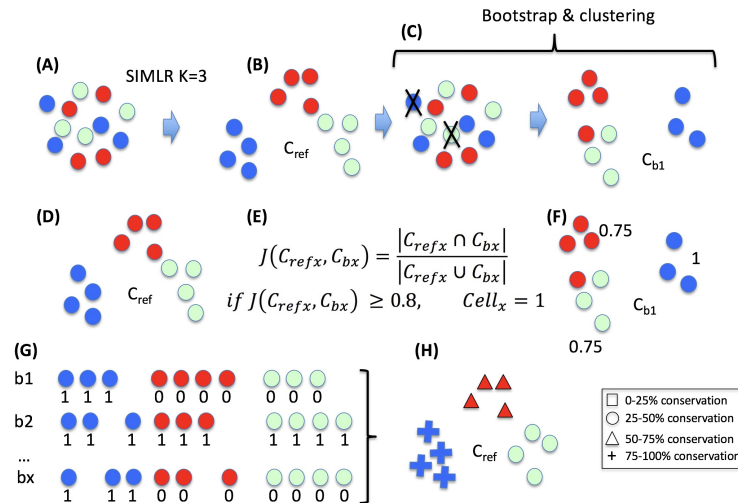 Bootstrap & clustering
(A)
SIMLR K=3
(B)
C_ref
(C)
C_b1
(D)
C_ref
(E)
J(C_refx, C_bx) = |C_refx ∩ C_bx| / |C_refx ∪ C_bx|
if J(C_refx, C_bx) ≥ 0.8, Cell_x = 1
(F)
0.75
1
C_b1
0.75
(G)
b1
1 1 1 0 0 0 0 0 0 0
b2
1 1 1 1 1 1 1 1 1 1
...
bx
1 1 1 0 0 0 0 0 0 0
(H)
C_ref
0-25% conservation
25-50% conservation
50-75% conservation
75-100% conservation